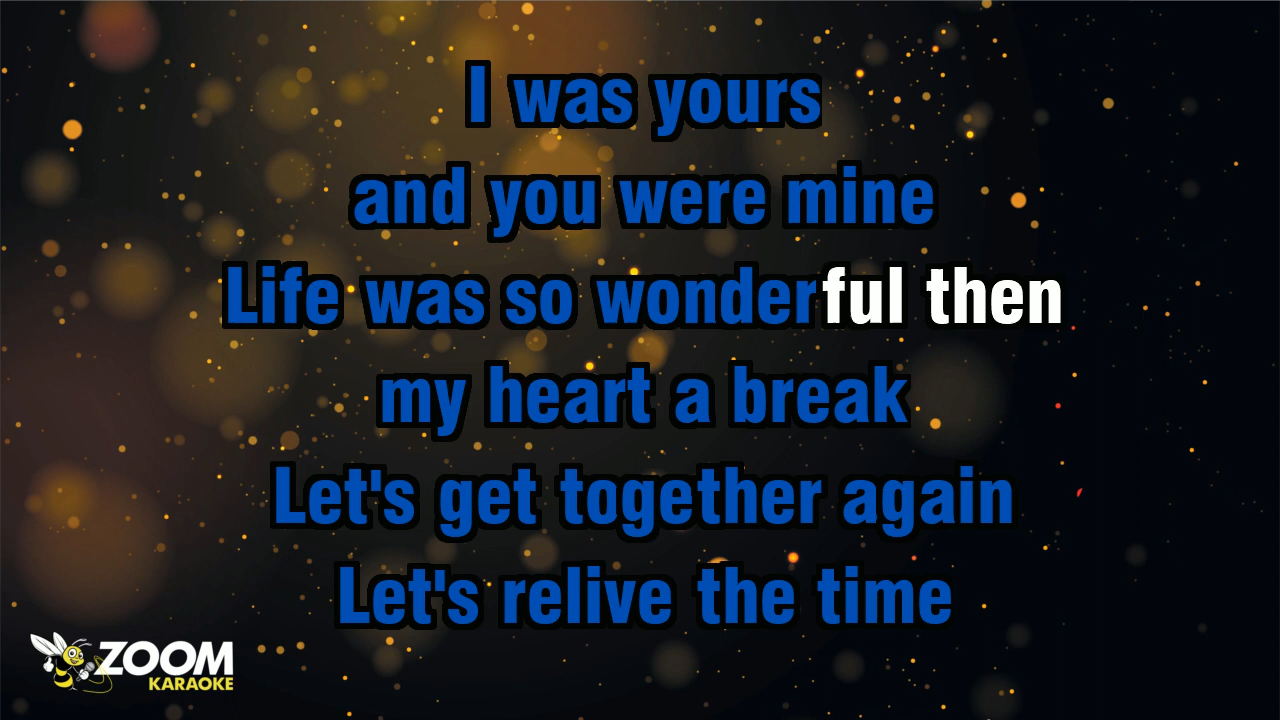 I was yours
and you were mine
Life was so wonderful then
my heart a break
Let's get together again
Let's relive the time
ZOOM
KARAOKE